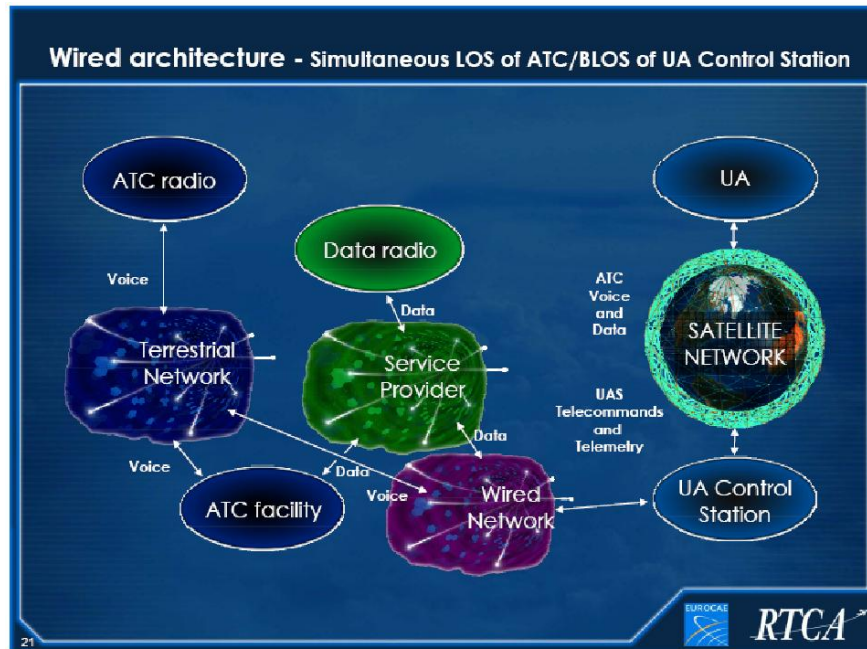 Wired architecture - Simultaneous LOS of ATC/BLOS of UA Control Station
ATC radio
UA
Data radio
Voice
ATC
Voice
and
Data
Data
Terrestrial
Network
Service
Provider
SATELLITE
NETWORK
UAS
Telecommands
and
Telemetry
Data
Voice
Data
Voice
ATC facility
Wired
Network
UA Control
Station
EUROCAE
RTCA
21